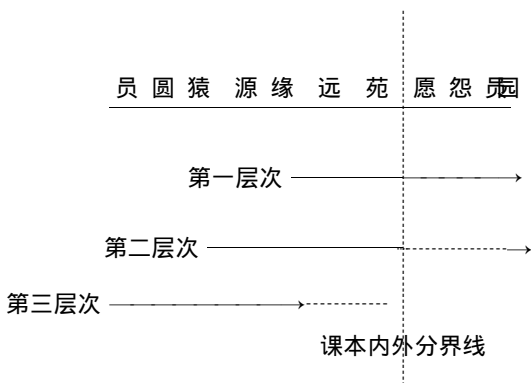 员 圆 猿 源 缘 远 苑 愿 怨 员园
第一层次
第二层次
第三层次
课本内外分界线